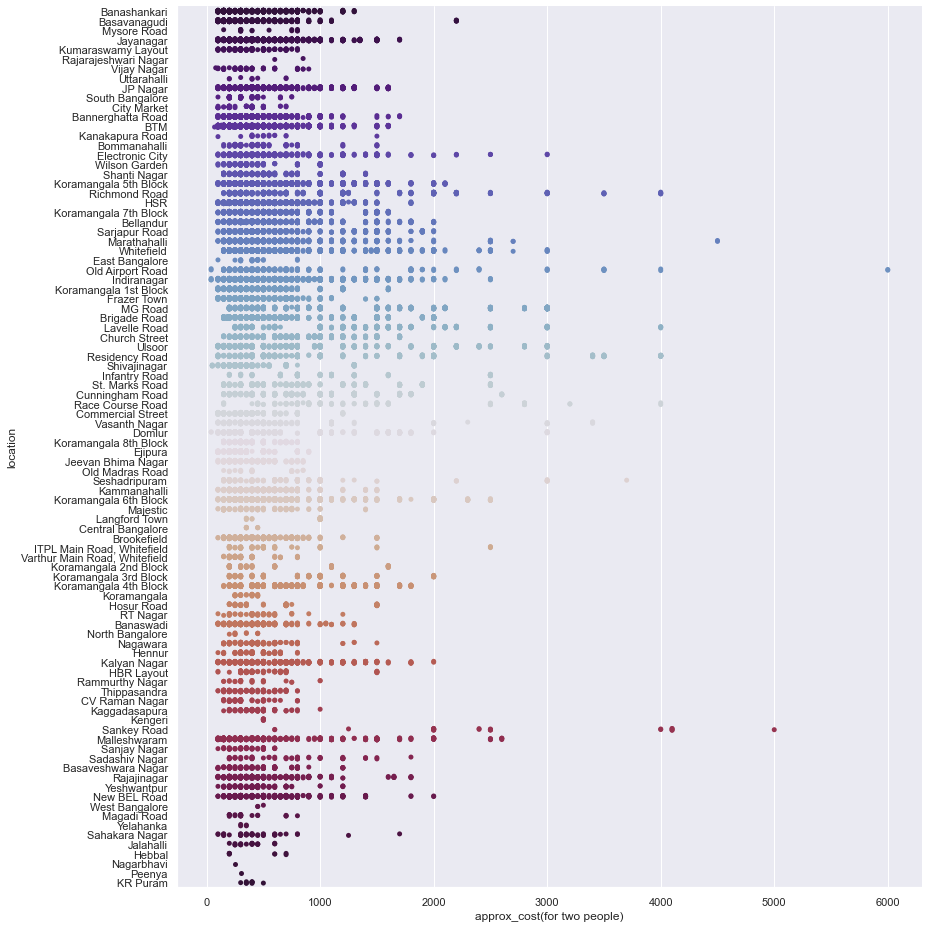 Banashankari
Basavanagudi
Mysore Road
Jayanagar
Kumaraswamy Layout
Rajarajeshwari Nagar
Vijay Nagar
Uttarahalli
JP Nagar
South Bangalore
City Market
Bannerghatta Road
BTM
Kanakapura Road
Bommanahalli
Electronic City
Wilson Garden
Shanti Nagar
Koramangala 5th Block
Richmond Road
HSR
Koramangala 7th Block
Bellandur
Sarjapur Road
Marathahalli
Whitefield
East Bangalore
Old Airport Road
Indiranagar
Koramangala 1st Block
Frazer Town
MG Road
Brigade Road
Lavelle Road
Church Street
Ulsoor
Residency Road
Shivajinagar
Infantry Road
St. Marks Road
Cunningham Road
Race Course Road
Commercial Street
Vasanth Nagar
Domlur
Koramangala 8th Block
Ejipura
Jeevan Bhima Nagar
Old Madras Road
Seshadripuram
Kammanahalli
Koramangala 6th Block
Majestic
Langford Town
Central Bangalore
Brookefield
ITPL Main Road, Whitefield
Varthur Main Road, Whitefield
Koramangala 2nd Block
Koramangala 3rd Block
Koramangala 4th Block
Koramangala
Hosur Road
RT Nagar
Banaswadi
North Bangalore
Nagawara
Hennur
Kalyan Nagar
HBR Layout
Rammurthy Nagar
Thippasandra
CV Raman Nagar
Kaggadasapura
Kengeri
Sankey Road
Malleshwaram
Sanjay Nagar
Sadashiv Nagar
Basaveshwara Nagar
Rajajinagar
Yeshwantpur
New BEL Road
West Bangalore
Magadi Road
Yelahanka
Sahakara Nagar
Jalahalli
Hebbal
Nagarbhavi
Peenya
KR Puram
location
0 1000 2000 3000 4000 5000 6000
approx_cost(for two people)